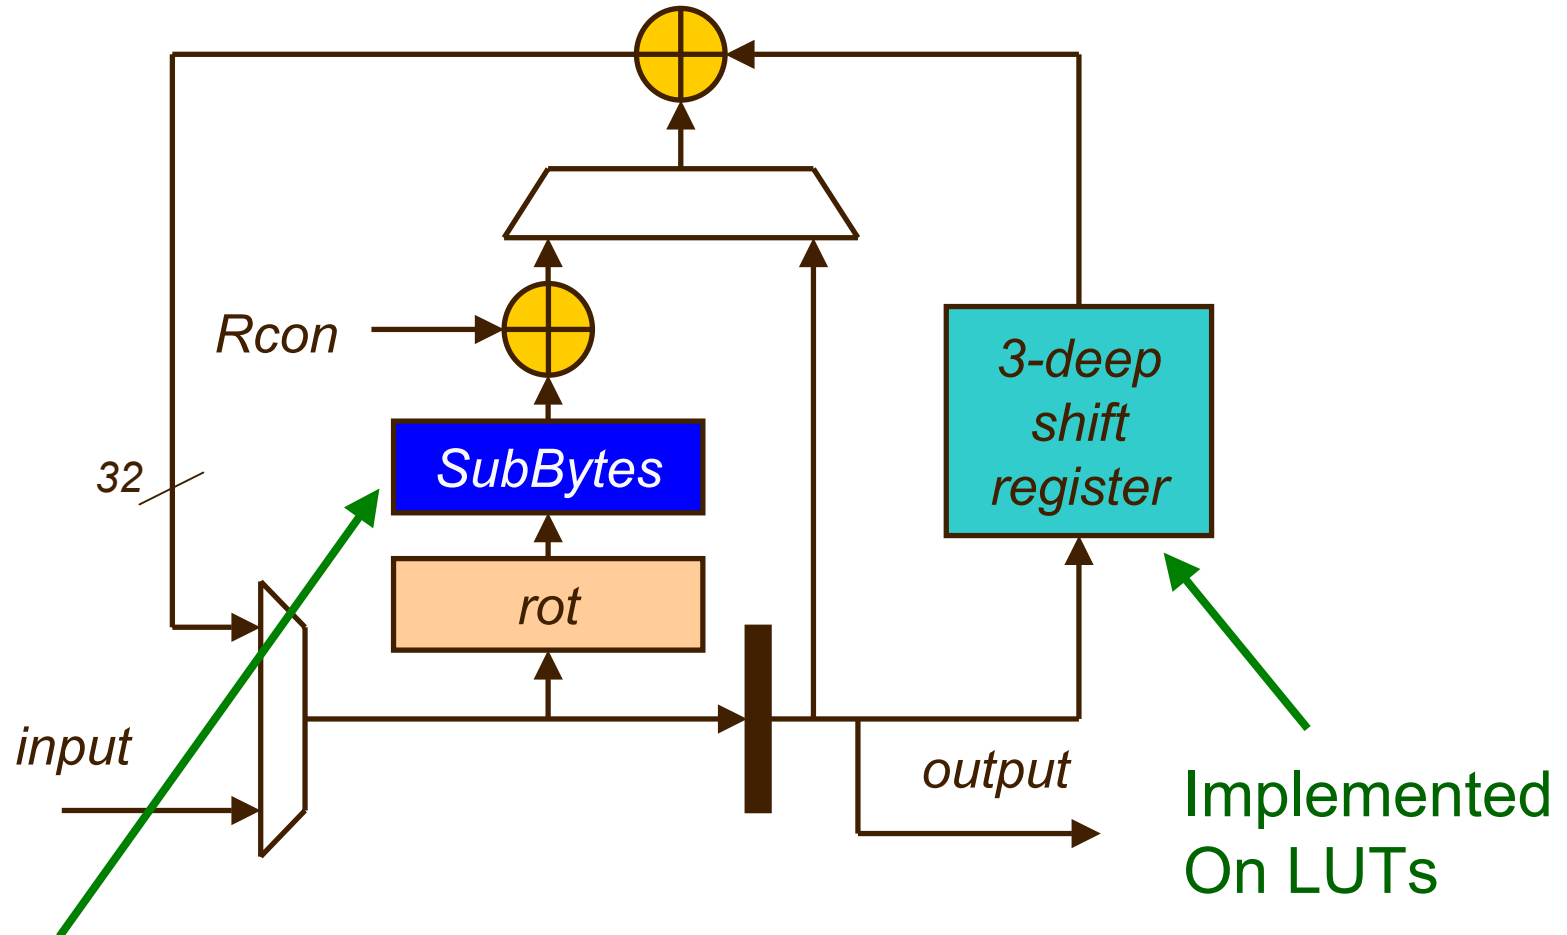 Rcon
3-deep
shift
register
32
SubBytes
rot
input
output
Implemented
On LUTs